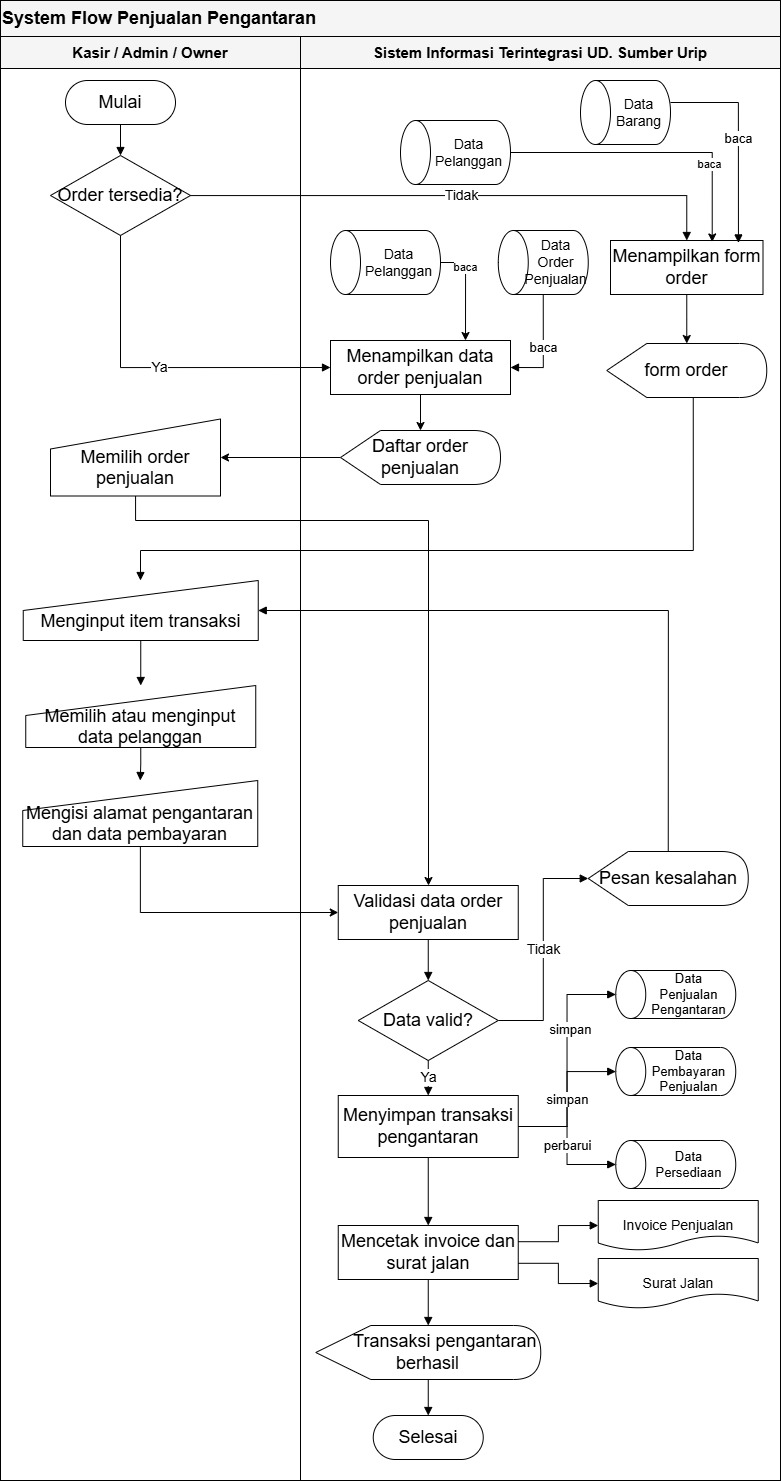 System Flow Penjualan Pengantaran
Kasir / Admin / Owner
Sistem Informasi Terintegrasi UD. Sumber Urip
Mulai
Data
Barang
baca
Data
Pelanggan
baca
Order tersedia?
Tidak
Menampilkan form
order
Data
Pelanggan
baca
Data
Order
Penjualan
baca
Ya
Menampilkan data
order penjualan
form order
Daftar order
penjualan
Memilih order
penjualan
Menginput item transaksi
Memilih atau menginput
data pelanggan
Mengisi alamat pengantaran
dan data pembayaran
Validasi data order
penjualan
Pesan kesalahan
Tidak
Data valid?
Ya
Data
Penjualan
Pengantaran
simpan
Data
Pembayaran
Penjualan
simpan
Menyimpan transaksi
pengantaran
perbarui
Data
Persediaan
Mencetak invoice dan
surat jalan
Invoice Penjualan
Surat Jalan
Transaksi pengantaran
berhasil
Selesai